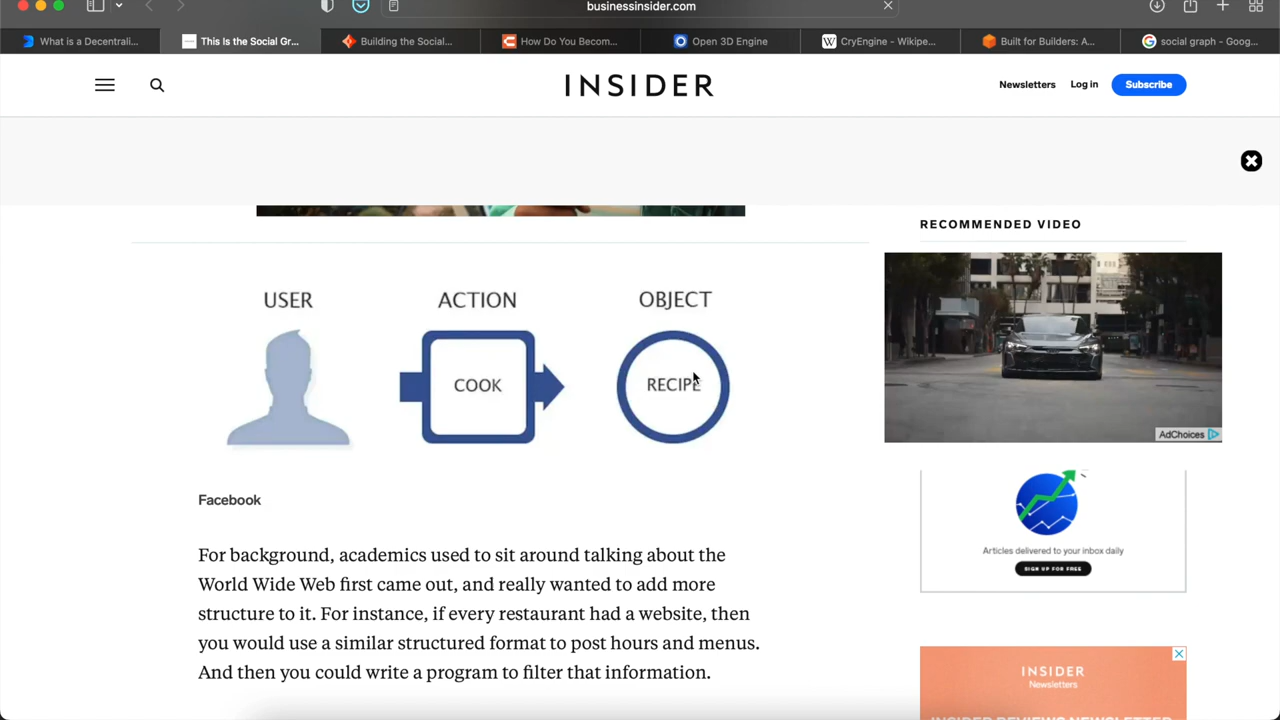 businessinsider.com
What is a Decentrali...
This Is the Social Gr...
Building the Social...
How Do You Becom...
Open 3D Engine
CryEngine - Wikipe...
Built for Builders: A...
social graph - Goog...
INSIDER
Newsletters
Log in
Subscribe
RECOMMENDED VIDEO
USER
ACTION
OBJECT
COOK
RECIPE
AdChoices
Facebook
For background, academics used to sit around talking about the
World Wide Web first came out, and really wanted to add more
structure to it. For instance, if every restaurant had a website, then
you would use a similar structured format to post hours and menus.
And then you could write a program to filter that information.
Articles delivered to your inbox daily
SIGN UP FOR FREE
INSIDER
Newsletters
INSIDER REVIEWS NEWSLETTER